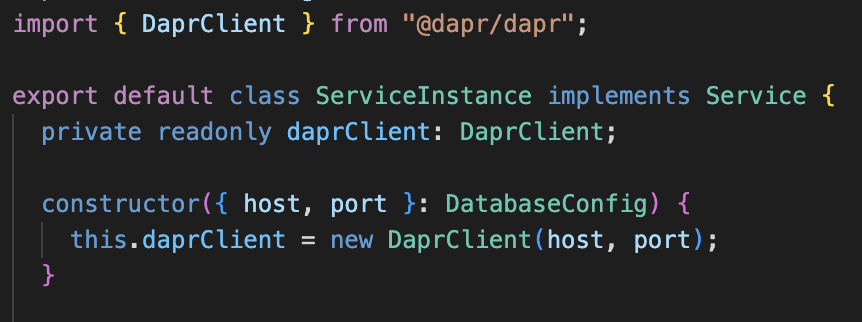 import { DaprClient } from "@dapr/dapr";
export default class ServiceInstance implements Service {
private readonly daprClient: DaprClient;
constructor({ host, port }: DatabaseConfig) {
this.daprClient = new DaprClient(host, port);
}